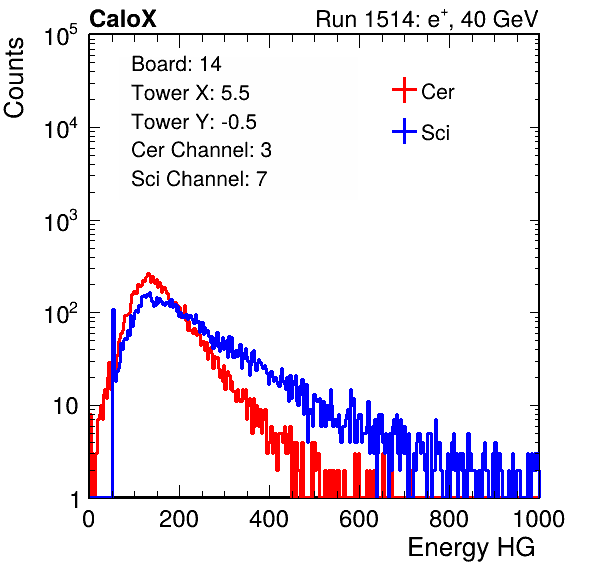 CaloX Run 1514: e⁺, 40 GeV
Counts
Board: 14
Tower X: 5.5
Tower Y: -0.5
Cer Channel: 3
Sci Channel: 7
Cer
Sci
10⁵
10⁴
10³
10²
10
1
0 200 400 600 800 1000
Energy HG